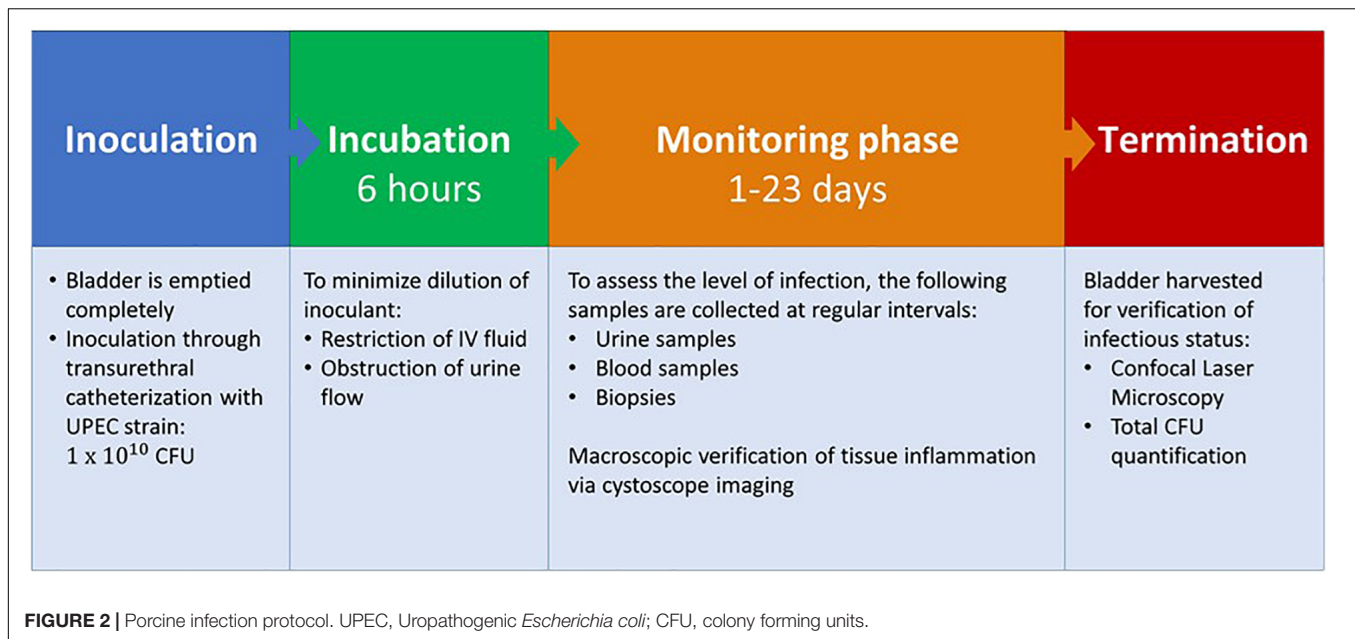 Inoculation
Incubation
6 hours
Monitoring phase
1-23 days
Termination
• Bladder is emptied
completely
• Inoculation through
transurethral
catheterization with
UPEC strain:
1 x 10¹⁰ CFU
To minimize dilution of
inoculant:
• Restriction of IV fluid
• Obstruction of urine
flow
To assess the level of infection, the following
samples are collected at regular intervals:
• Urine samples
• Blood samples
• Biopsies
Macroscopic verification of tissue inflammation
via cystoscope imaging
Bladder harvested
for verification of
infectious status:
• Confocal Laser
Microscopy
• Total CFU
quantification
FIGURE 2 | Porcine infection protocol. UPEC, Uropathogenic Escherichia coli; CFU, colony forming units.